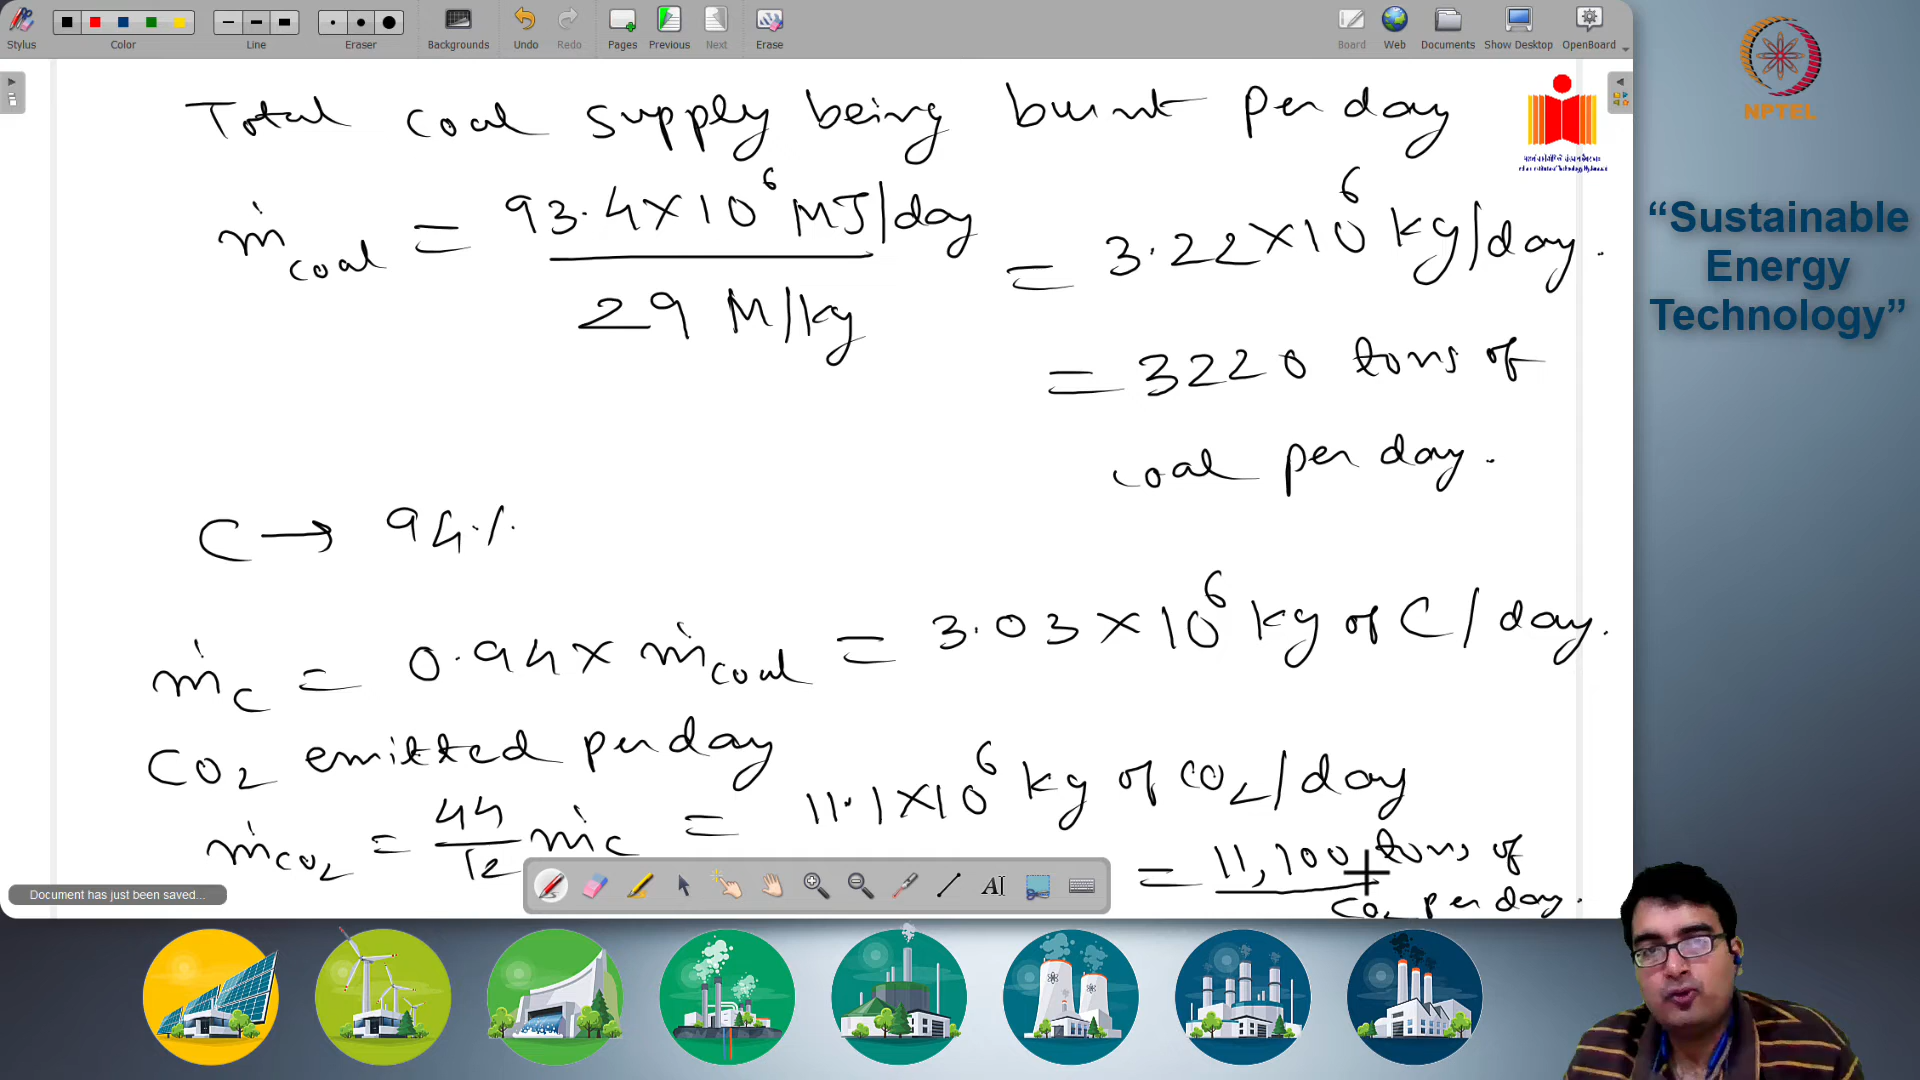 Stylus Color Line Eraser Backgrounds Undo Redo Pages Previous Next Erase Board Web Documents Show Desktop OpenBoard
NPTEL
Total coal supply being burnt per day
ṁcoal = 93.4×10⁶ MJ/day / 29 M/kg = 3.22×10⁶ kg/day.
= 3220 tons of
coal per day.
C → 94%
ṁC = 0.94× ṁcoal = 3.03×10⁶ kg of C/day.
CO₂ emitted per day
ṁCO₂ = 44/12 ṁC = 11.1×10⁶ kg of CO₂/day
= 11,100 tons of
CO₂ per day.
Document has just been saved...
“Sustainable
Energy
Technology”
AI